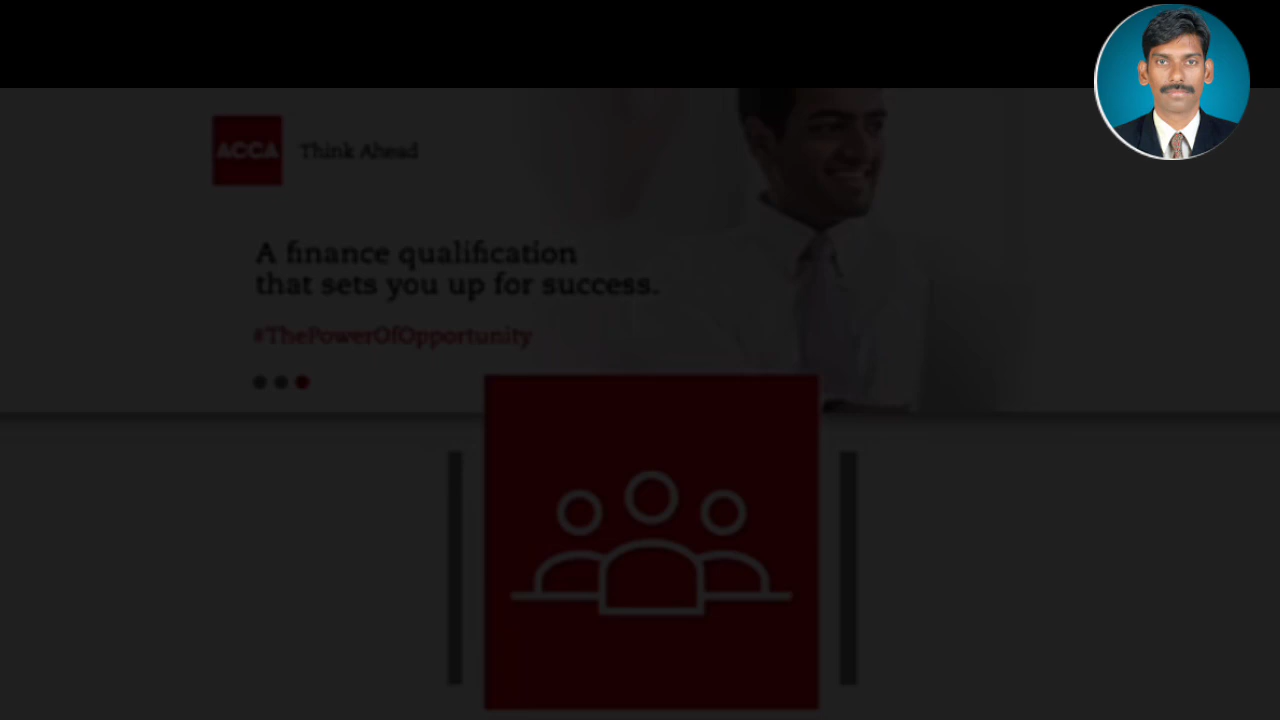 ACCA
Think Ahead
A finance qualification
that sets you up for success.
#ThePowerOfOpportunity